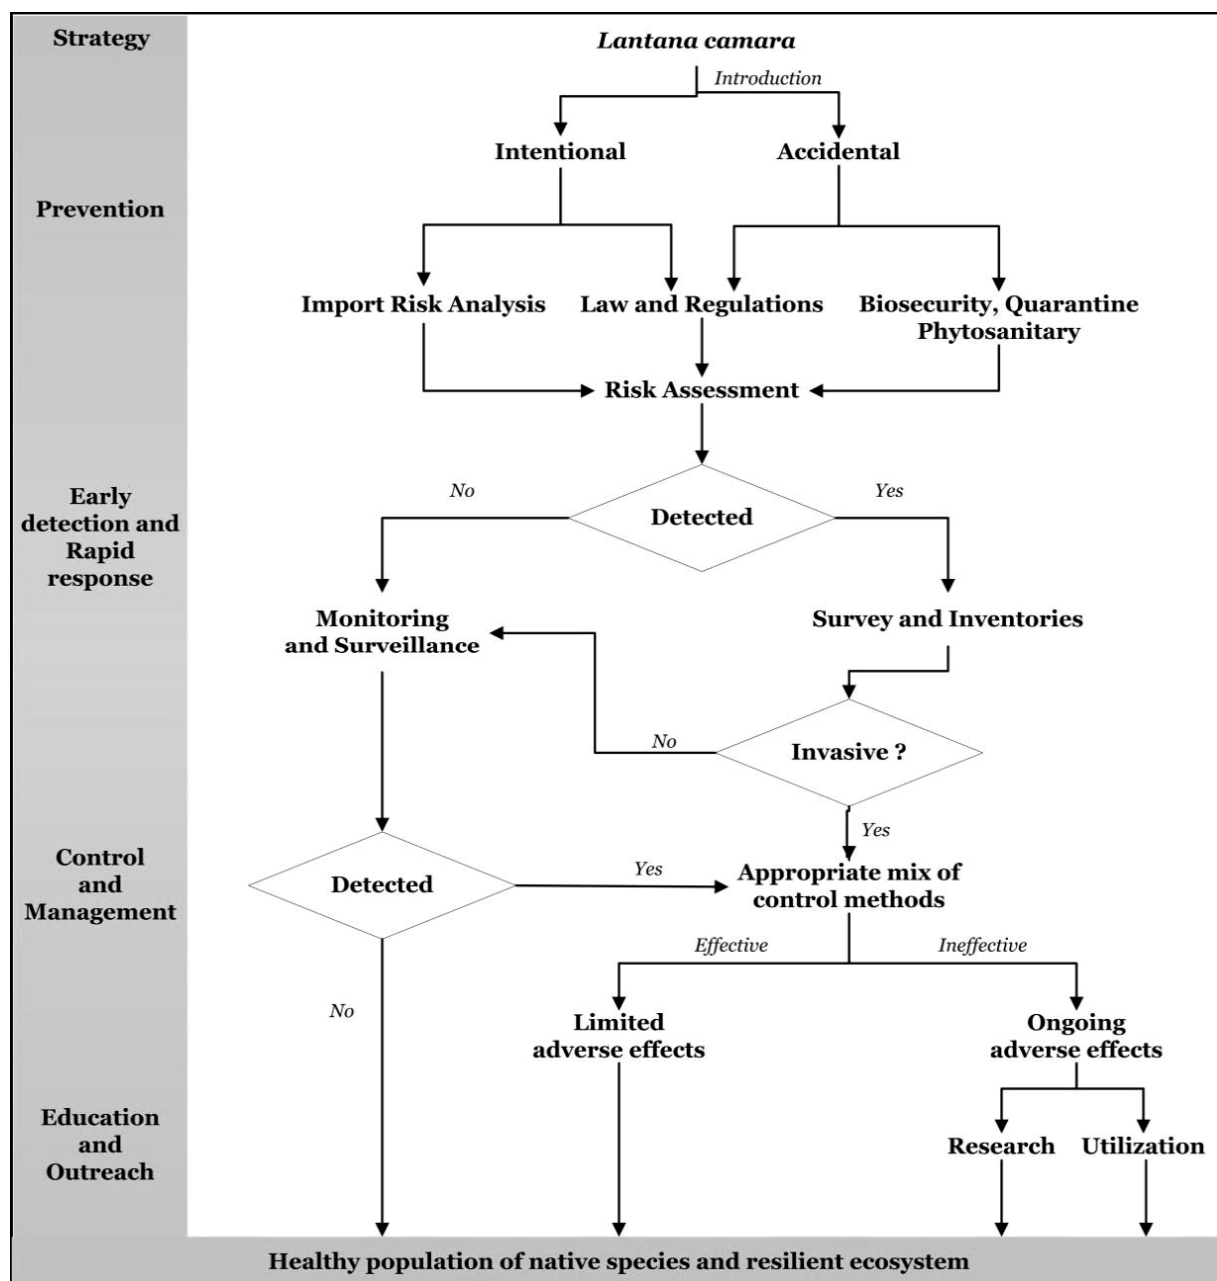 Strategy
Lantana camara
Introduction
Intentional
Accidental
Prevention
Import Risk Analysis
Law and Regulations
Biosecurity, Quarantine
Phytosanitary
Risk Assessment
Early
detection and
Rapid
response
No
Yes
Detected
Monitoring
and Surveillance
Survey and Inventories
No
Invasive ?
Yes
Control
and
Management
Detected
Yes
Appropriate mix of
control methods
Effective
Ineffective
No
Limited
adverse effects
Ongoing
adverse effects
Education
and
Outreach
Research
Utilization
Healthy population of native species and resilient ecosystem